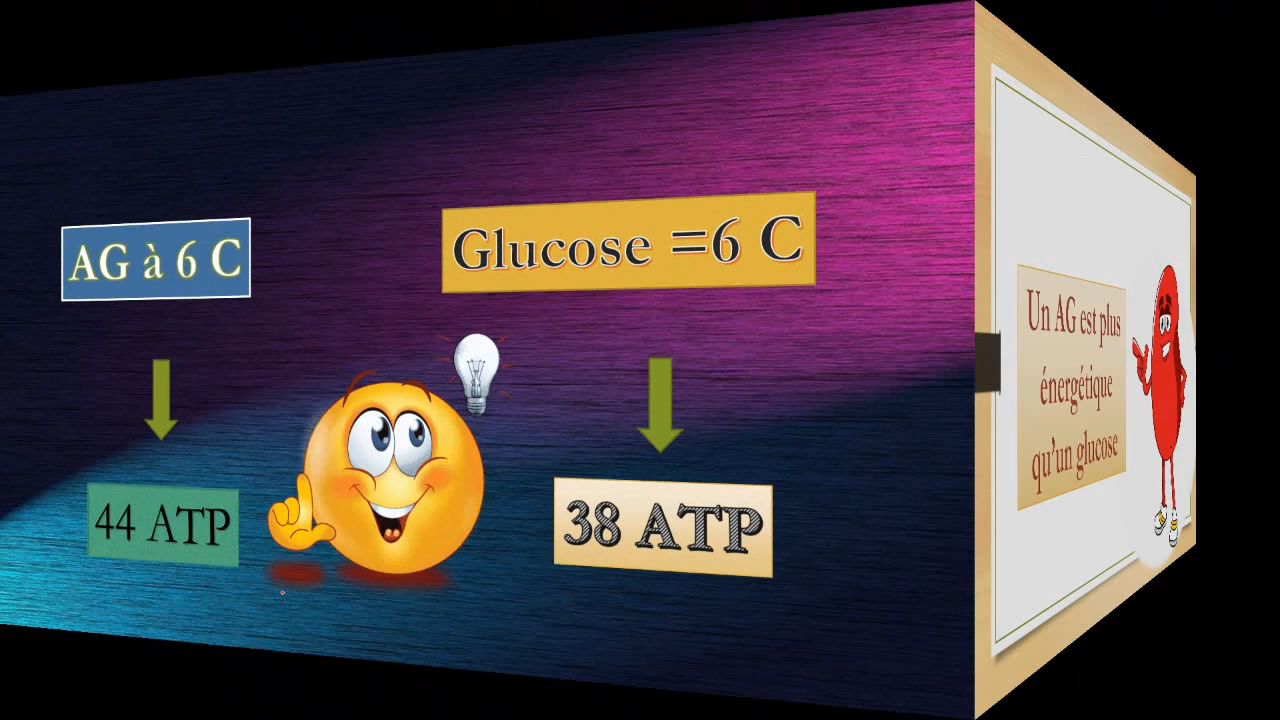 AG à 6 C
Glucose =6 C
44 ATP
38 ATP
Un AG est plus
énergétique
qu'un glucose